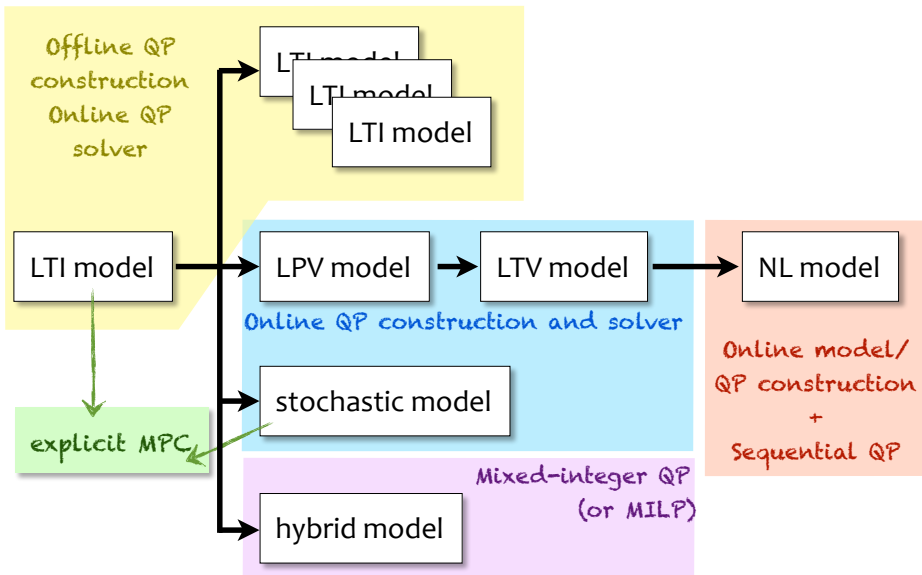 Offline QP
construction
Online QP
solver
LTI model
LTI model
LTI model
LTI model
LPV model
LTV model
NL model
Online QP construction and solver
Online model/
QP construction
+
Sequential QP
stochastic model
explicit MPC
Mixed-integer QP
(or MILP)
hybrid model